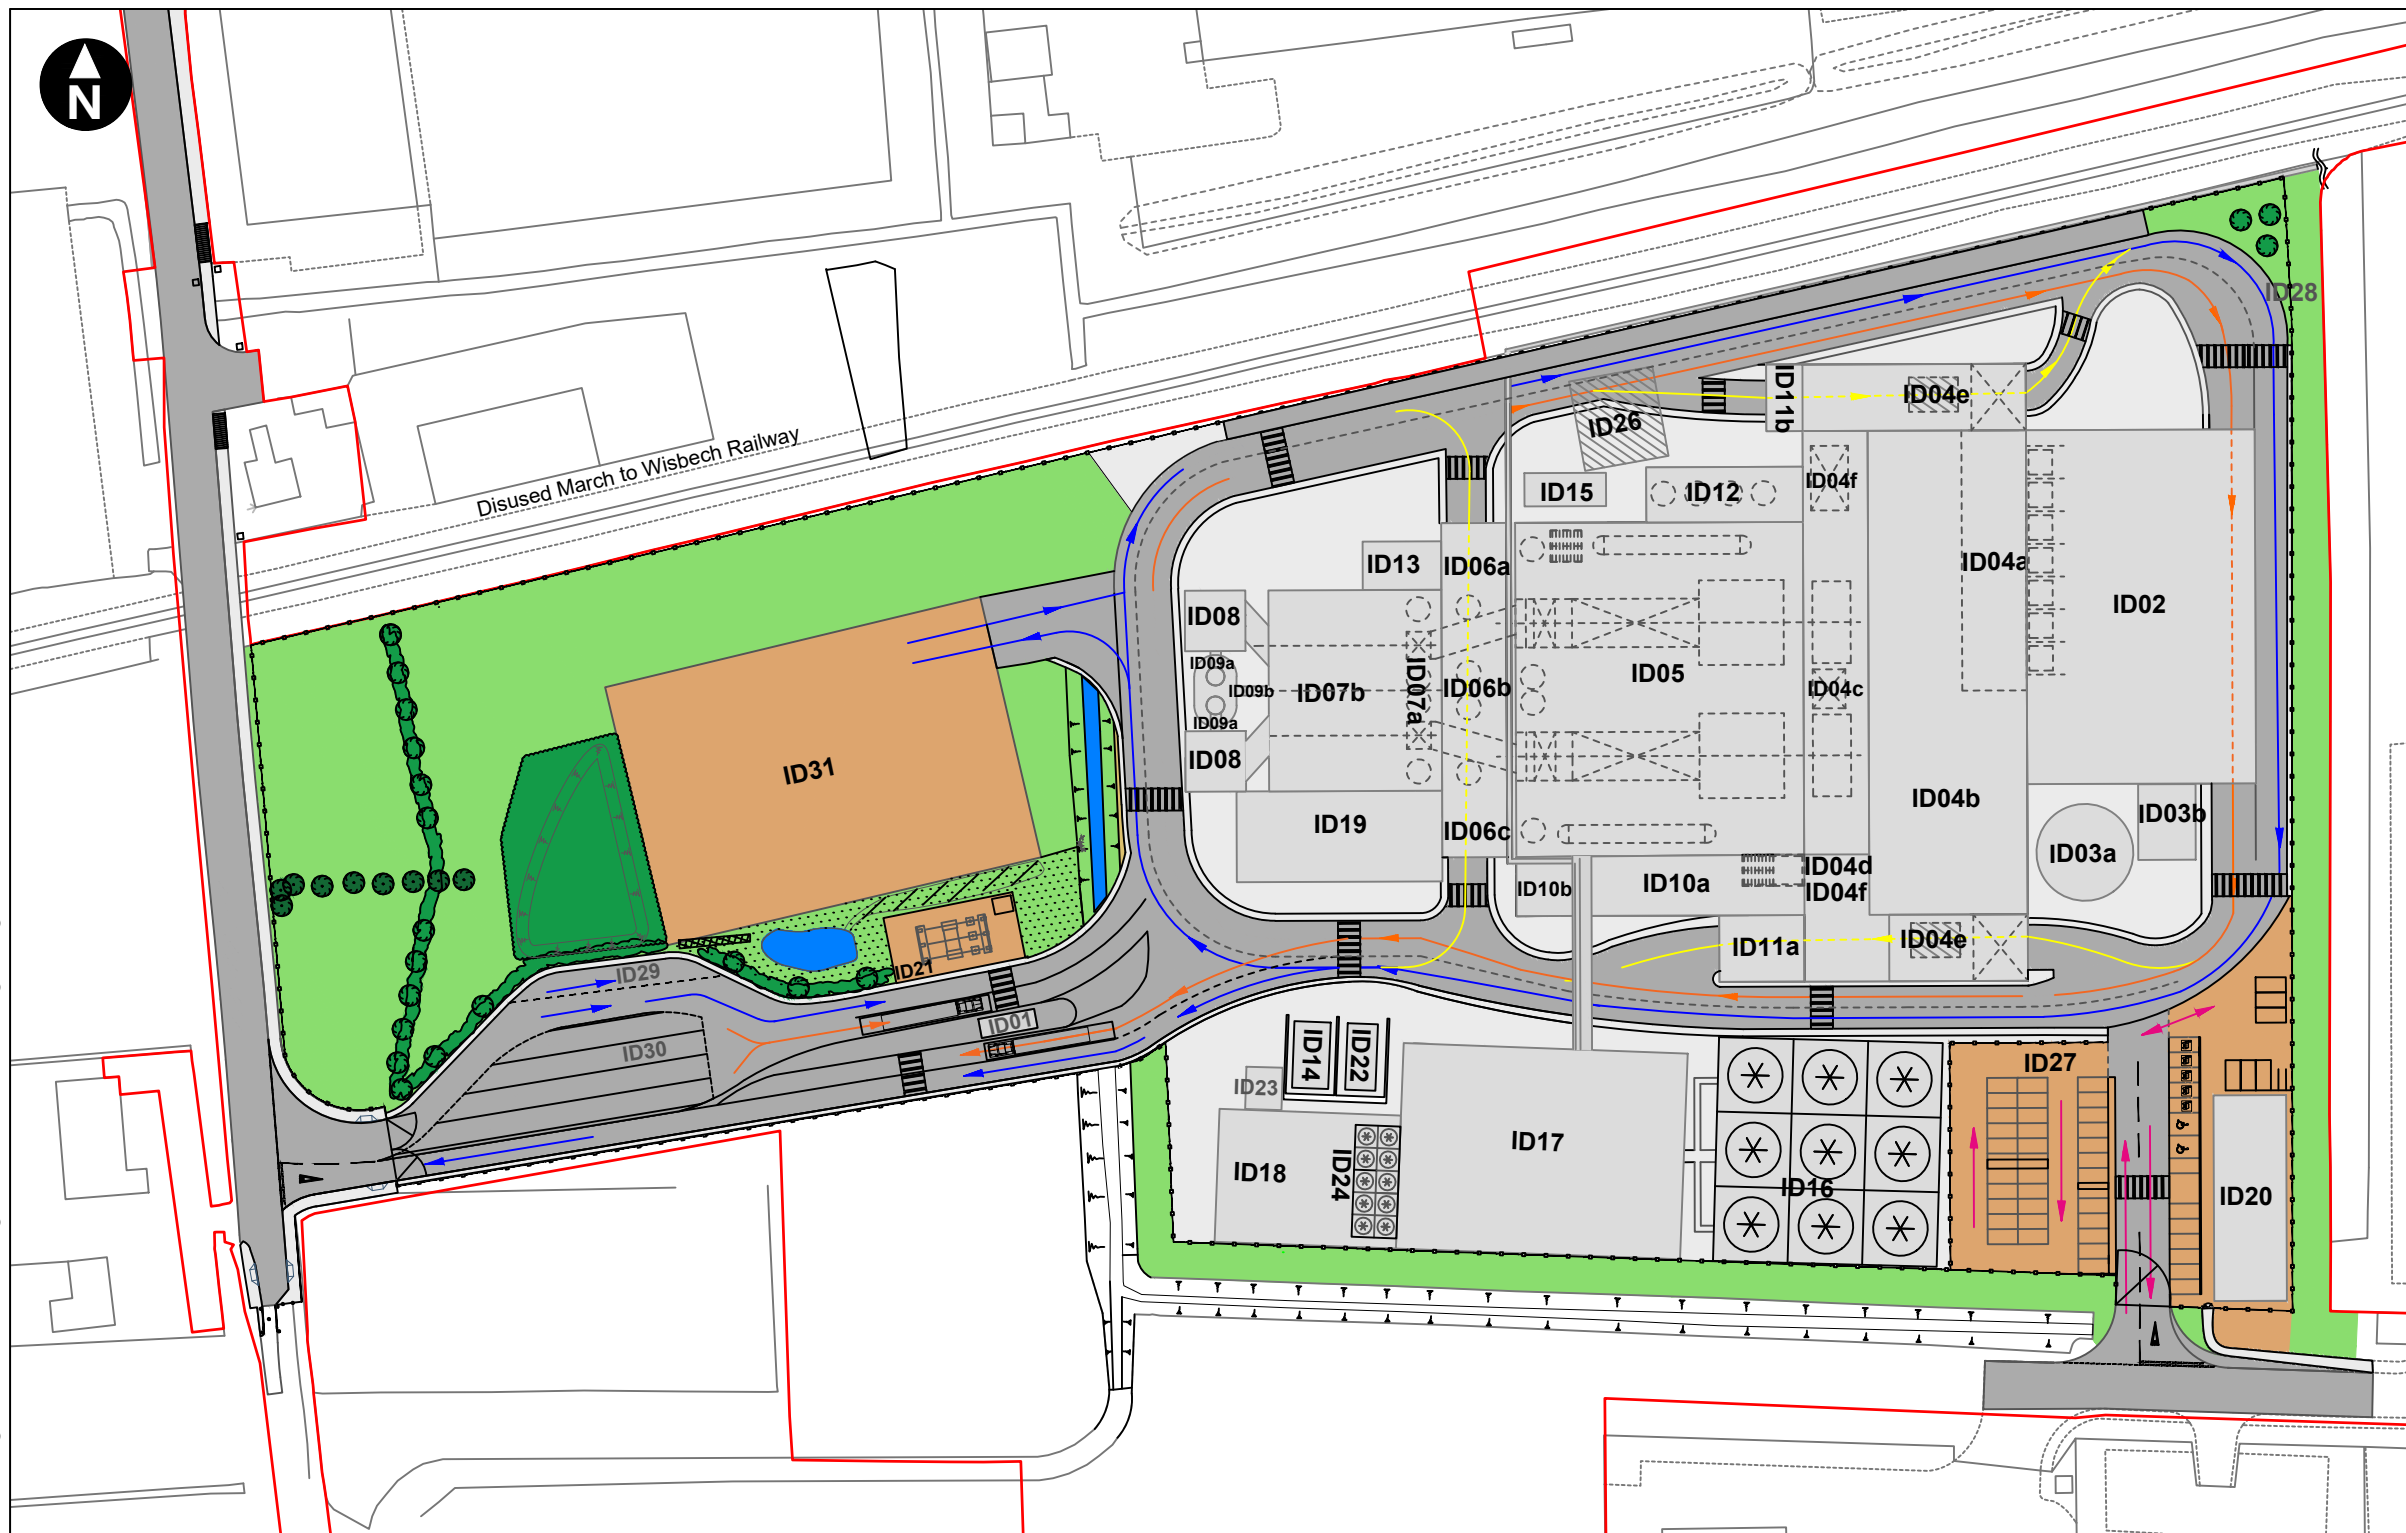 N
Disused March to Wisbech Railway
ID28
ID11b
ID04e
ID26
ID15
ID12
ID04f
ID04a
ID13
ID06a
ID02
ID08
ID09a
ID09b
ID07b
ID07a
ID06b
ID05
ID04c
ID09a
ID08
ID31
ID19
ID06c
ID04b
ID03b
ID03a
ID10b
ID10a
ID04d
ID04f
ID11a
ID04e
ID21
ID29
ID01
ID30
ID14
ID22
ID23
ID27
ID17
ID18
ID24
ID16
ID20